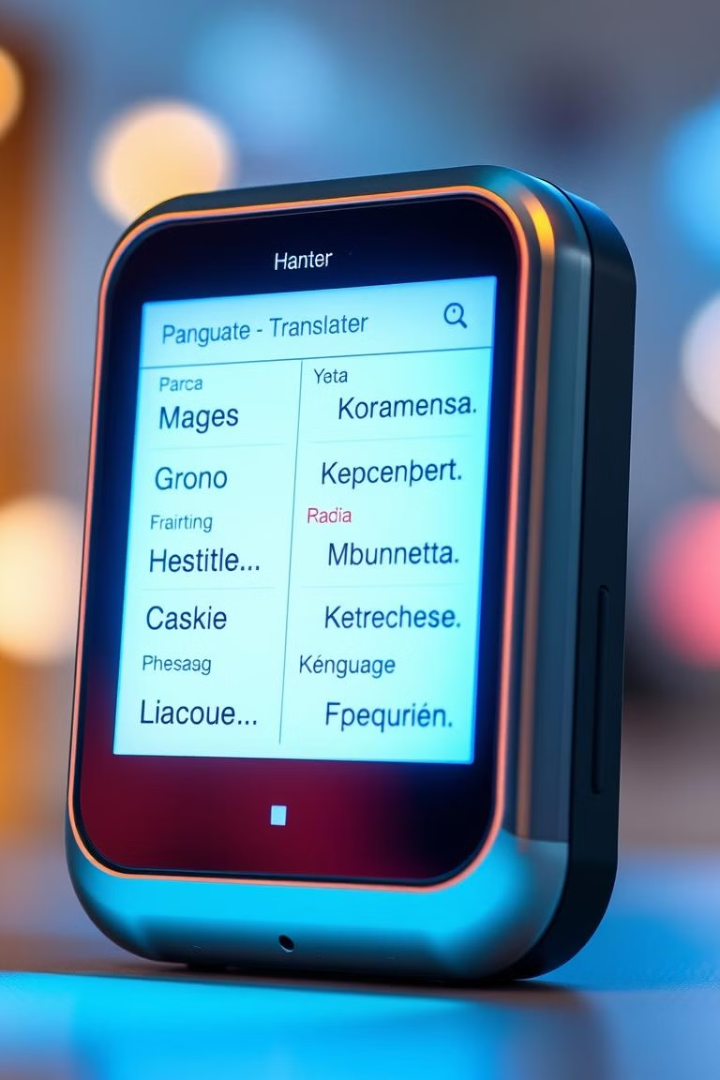 Hanter
Panguate - Translater
Parca
Mages
Grono
Frairting
Hestitle...
Caskie
Phesaag
Liacoue...
Yeta
Koramensa.
Kepcenþert.
Radia
Mbunnetta.
Ketrechese.
Kénguage
Fpequrién.